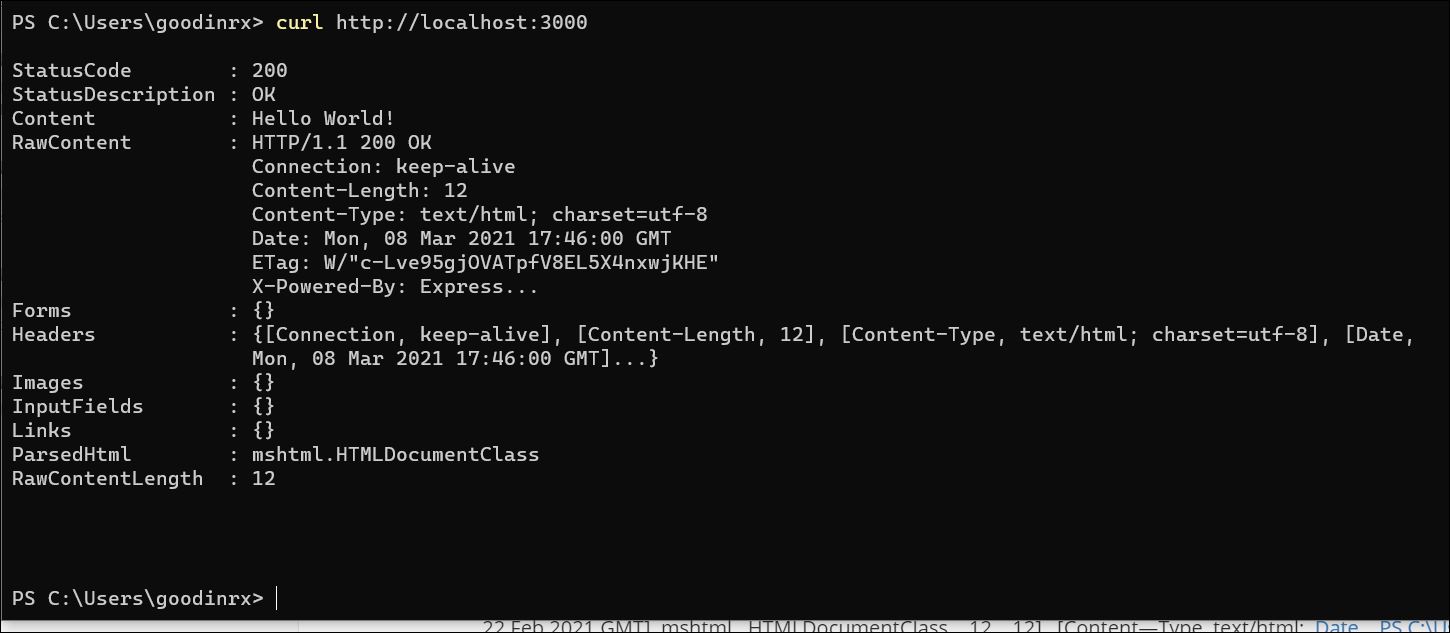 PS C:\Users\goodinrx> curl http://localhost:3000
StatusCode        : 200
StatusDescription : OK
Content           : Hello World!
RawContent        : HTTP/1.1 200 OK
                    Connection: keep-alive
                    Content-Length: 12
                    Content-Type: text/html; charset=utf-8
                    Date: Mon, 08 Mar 2021 17:46:00 GMT
                    ETag: W/"c-Lve95gjOVATpfV8EL5X4nxwjKHE"
                    X-Powered-By: Express...
Forms             : {}
Headers           : {[Connection, keep-alive], [Content-Length, 12], [Content-Type, text/html; charset=utf-8], [Date,
                    Mon, 08 Mar 2021 17:46:00 GMT]...}
Images            : {}
InputFields       : {}
Links             : {}
ParsedHtml        : mshtml.HTMLDocumentClass
RawContentLength  : 12
PS C:\Users\goodinrx>
22 Feb 2021 GMT] mshtml HTMLDocumentClass 12 12] [Content—Type text/html; Date PS C:\U